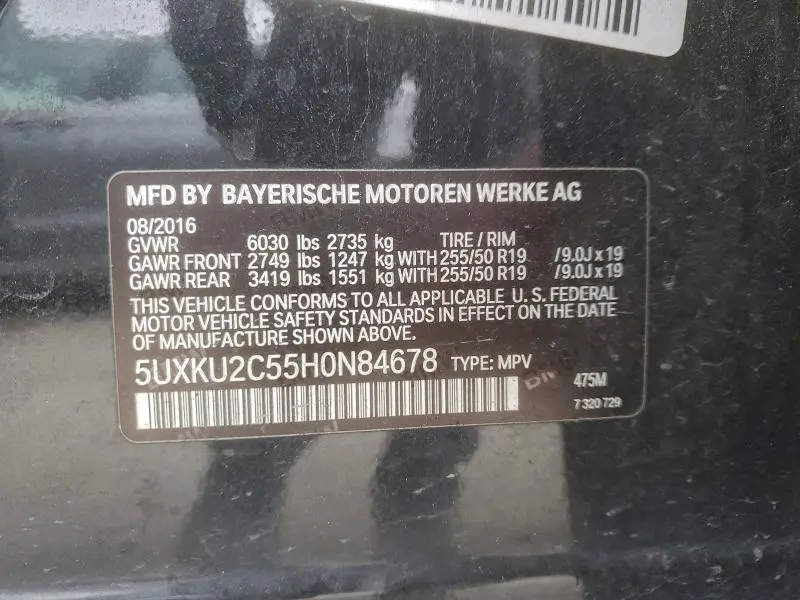 MFD BY BAYERISCHE MOTOREN WERKE AG
08/2016
GVWR 6030 lbs 2735 kg TIRE / RIM
GAWR FRONT 2749 lbs 1247 kg WITH 255/50 R19 /9.0J x 19
GAWR REAR 3419 lbs 1551 kg WITH 255/50 R19 /9.0J x 19
THIS VEHICLE CONFORMS TO ALL APPLICABLE U. S. FEDERAL
MOTOR VEHICLE SAFETY STANDARDS IN EFFECT ON THE DATE
OF MANUFACTURE SHOWN ABOVE.
5UXKU2C55H0N84678 TYPE: MPV
475M
7 320 729